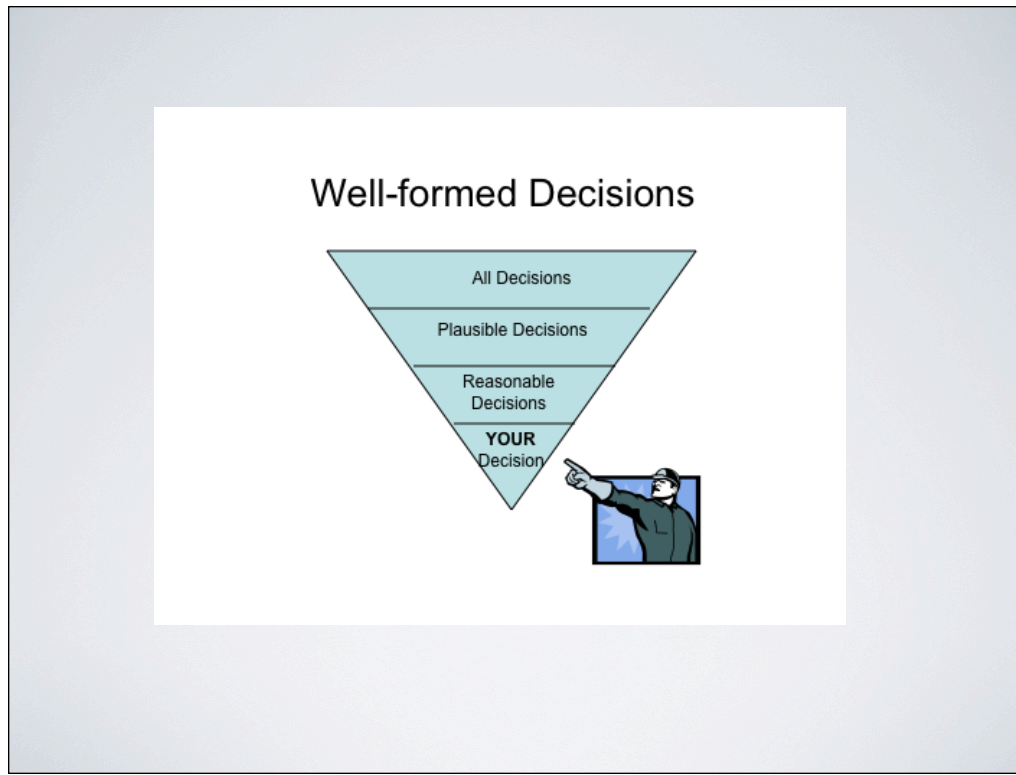 Well-formed Decisions
All Decisions
Plausible Decisions
Reasonable
Decisions
YOUR
Decision